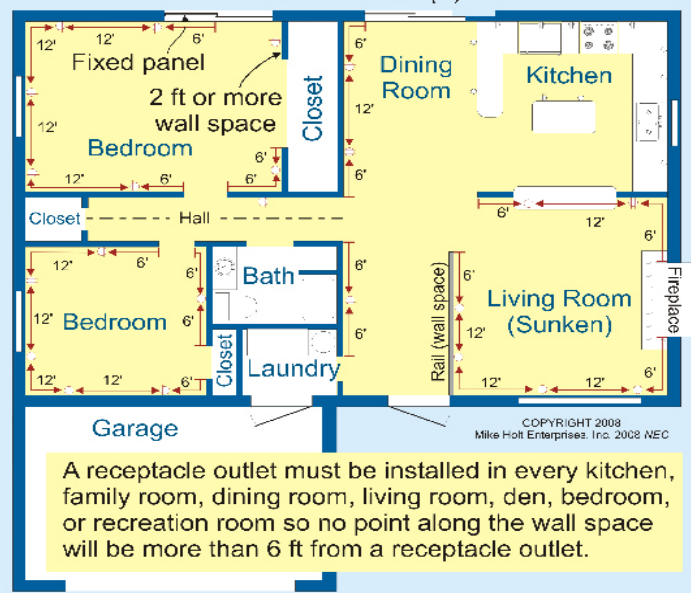 12' 12' 6' 6'
Fixed panel
Dining
Room
Kitchen
12'
2 ft or more
wall space
Closet
12'
12'
Bedroom
6'
6'
6'
12' 6' 6'
Closet
Hall
6' 12'
12' 6'
6'
6'
6'
6'
Bath
Rail (wall space)
Living Room
(Sunken)
Fireplace
12'
Bedroom
6'
6'
12'
Closet
Laundry
12' 12' 6'
12' 12' 6'
Garage
COPYRIGHT 2008
Mike Holt Enterprises, Inc. 2008 NEC
A receptacle outlet must be installed in every kitchen,
family room, dining room, living room, den, bedroom,
or recreation room so no point along the wall space
will be more than 6 ft from a receptacle outlet.